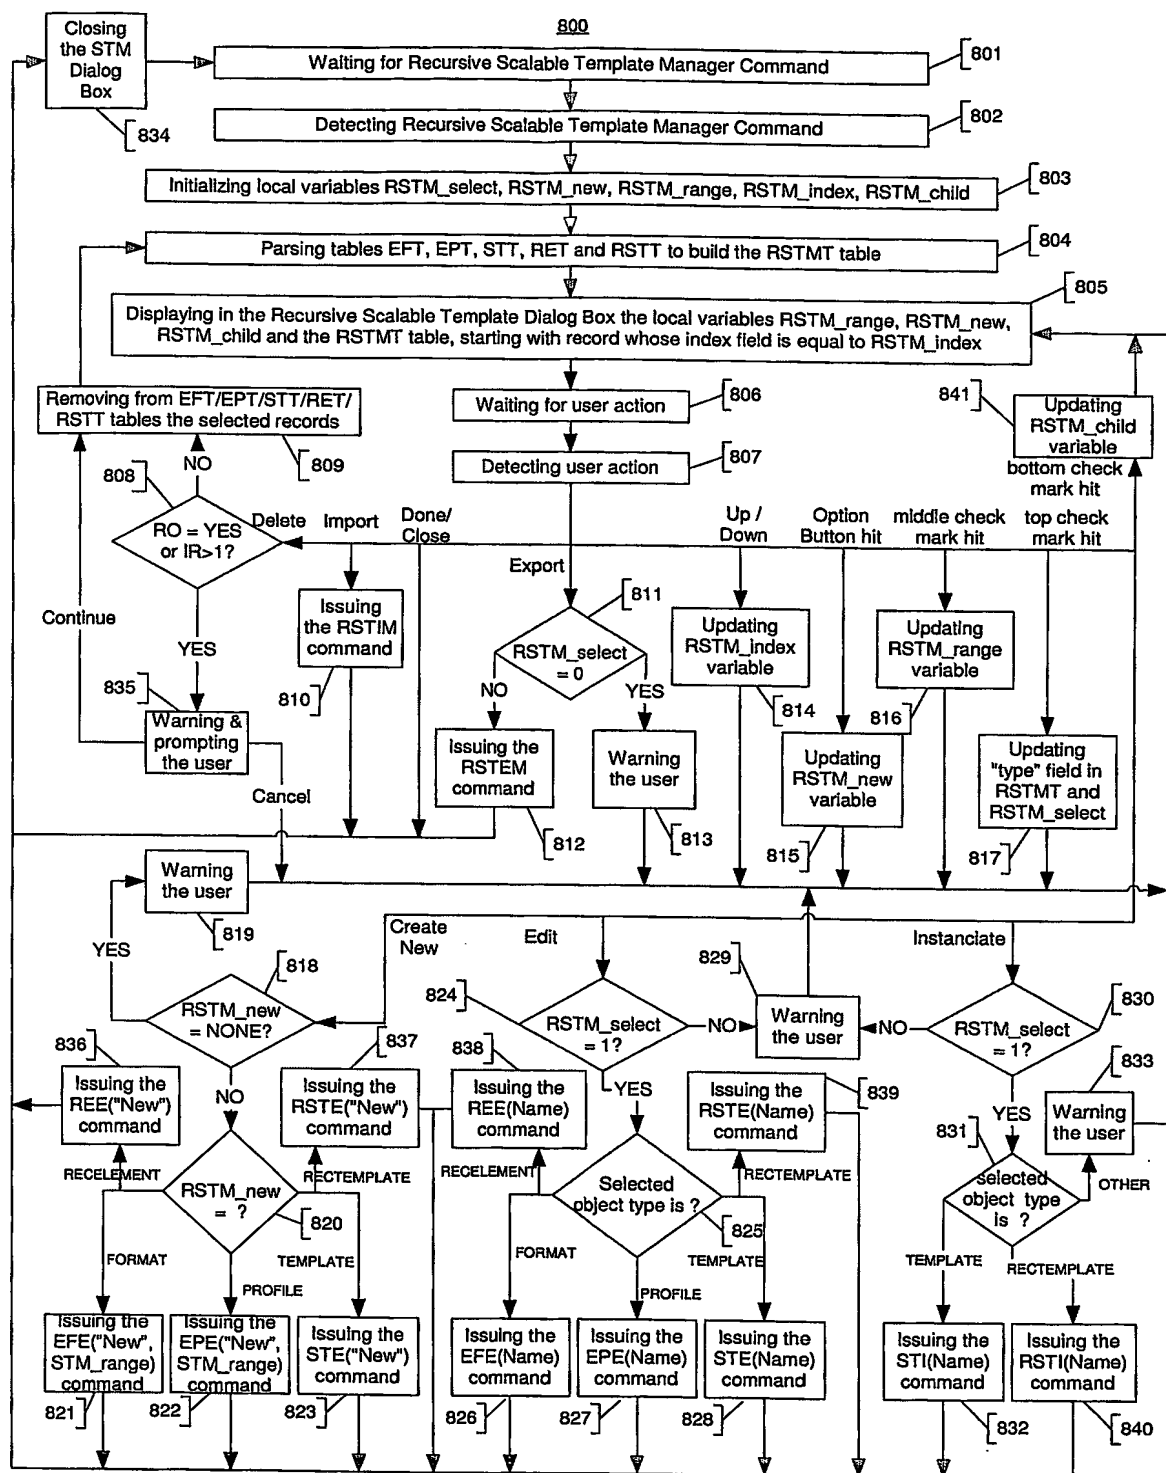 800
Closing
the STM
Dialog
Box
834
Waiting for Recursive Scalable Template Manager Command
801
Detecting Recursive Scalable Template Manager Command
802
Initializing local variables RSTM_select, RSTM_new, RSTM_range, RSTM_index, RSTM_child
803
Parsing tables EFT, EPT, STT, RET and RSTT to build the RSTMT table
804
805
Displaying in the Recursive Scalable Template Dialog Box the local variables RSTM_range, RSTM_new,
RSTM_child and the RSTMT table, starting with record whose index field is equal to RSTM_index
Removing from EFT/EPT/STT/RET/
RSTT tables the selected records
809
Waiting for user action
806
Detecting user action
807
841
Updating
RSTM_child
variable
bottom check
mark hit
NO
808
RO = YES
or IR>1?
Delete
Import
Done/
Close
Export
Up /
Down
Option
Button hit
middle check
mark hit
top check
mark hit
Continue
YES
835
Warning &
prompting
the user
Cancel
Issuing
the RSTIM
command
810
811
RSTM_select
= 0
NO
YES
Issuing the
RSTEM
command
812
Warning
the user
813
Updating
RSTM_index
variable
814
Updating
RSTM_new
variable
815
Updating
RSTM_range
variable
816
Updating
"type" field in
RSTMT and
RSTM_select
817
Warning
the user
819
YES
Create
New
Edit
Instanciate
818
RSTM_new
= NONE?
NO
824
RSTM_select
= 1?
NO
YES
829
Warning
the user
NO
830
RSTM_select
= 1?
YES
836
Issuing the
REE("New")
command
RECELEMENT
837
Issuing the
RSTE("New")
command
RECTEMPLATE
838
Issuing the
REE(Name)
command
RECELEMENT
Issuing the
RSTE(Name)
command
839
RECTEMPLATE
833
Warning
the user
OTHER
RSTM_new
= ?
820
Selected
object type is ?
825
831
selected
object type
is ?
FORMAT
PROFILE
TEMPLATE
FORMAT
PROFILE
TEMPLATE
TEMPLATE
RECTEMPLATE
Issuing the
EFE("New",
STM_range)
command
821
Issuing the
EPE("New",
STM_range)
command
822
Issuing the
STE("New")
command
823
Issuing the
EFE(Name)
command
826
Issuing the
EPE(Name)
command
827
Issuing the
STE(Name)
command
828
Issuing the
STI(Name)
command
832
Issuing the
RSTI(Name)
command
840